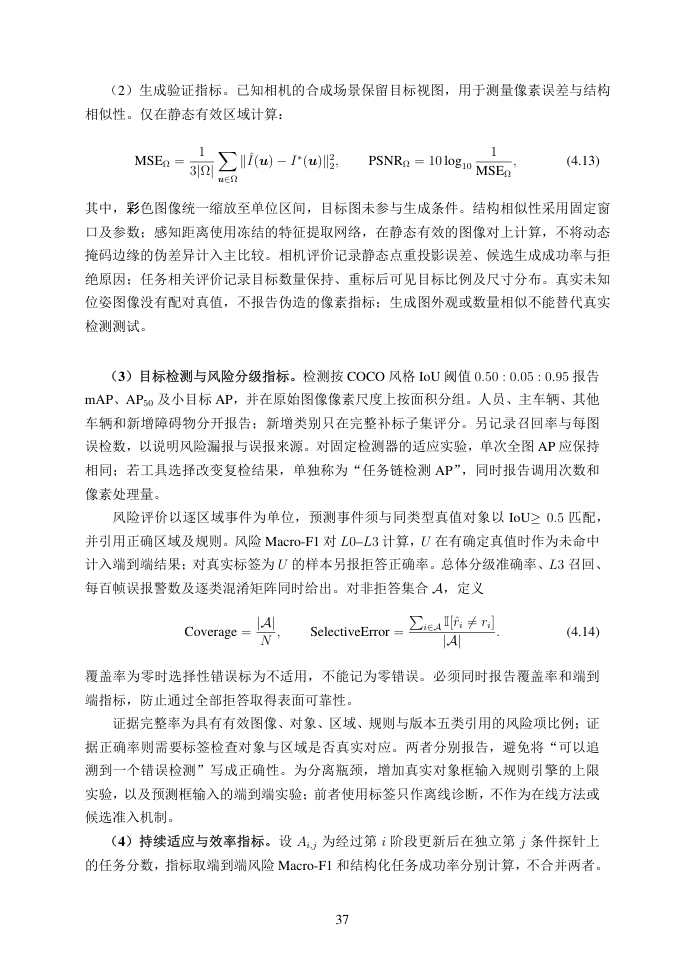 （2）生成验证指标。已知相机的合成场景保留目标视图，用于测量像素误差与结构
相似性。仅在静态有效区域计算：
MSE_Ω = \frac{1}{3|Ω|} \sum_{u∈Ω} ‖Î(u) − I*(u)‖₂², PSNR_Ω = 10 log₁₀ \frac{1}{MSE_Ω}, (4.13)
其中，彩色图像统一缩放至单位区间，目标图未参与生成条件。结构相似性采用固定窗
口及参数；感知距离使用冻结的特征提取网络，在静态有效的图像对上计算，不将动态
掩码边缘的伪差异计入主比较。相机评价记录静态点重投影误差、候选生成成功率与拒
绝原因；任务相关评价记录目标数量保持、重标后可见目标比例及尺寸分布。真实未知
位姿图像没有配对真值，不报告伪造的像素指标；生成图外观或数量相似不能替代真实
检测测试。
（3）目标检测与风险分级指标。检测按 COCO 风格 IoU 阈值 0.50 : 0.05 : 0.95 报告
mAP、AP₅₀ 及小目标 AP，并在原始图像像素尺度上按面积分组。人员、主车辆、其他
车辆和新增障碍物分开报告；新增类别只在完整补标子集评分。另记录召回率与每图
误检数，以说明风险漏报与误报来源。对固定检测器的适应实验，单次全图 AP 应保持
相同；若工具选择改变复检结果，单独称为“任务链检测 AP”，同时报告调用次数和
像素处理量。
风险评价以逐区域事件为单位，预测事件须与同类型真值对象以 IoU≥ 0.5 匹配，
并引用正确区域及规则。风险 Macro-F1 对 L0–L3 计算，U 在有确定真值时作为未命中
计入端到端结果；对真实标签为 U 的样本另报拒答正确率。总体分级准确率、L3 召回、
每百帧误报警数及逐类混淆矩阵同时给出。对非拒答集合 𝒜，定义
Coverage = \frac{|𝒜|}{N}, SelectiveError = \frac{\sum_{i∈𝒜} 𝕀[r̂_i ≠ r_i]}{|𝒜|}. (4.14)
覆盖率为零时选择性错误标为不适用，不能记为零错误。必须同时报告覆盖率和端到
端指标，防止通过全部拒答取得表面可靠性。
证据完整率为具有有效图像、对象、区域、规则与版本五类引用的风险项比例；证
据正确率则需要标签检查对象与区域是否真实对应。两者分别报告，避免将“可以追
溯到一个错误检测”写成正确性。为分离瓶颈，增加真实对象框输入规则引擎的上限
实验，以及预测框输入的端到端实验；前者使用标签只作离线诊断，不作为在线方法或
候选准入机制。
（4）持续适应与效率指标。设 A_{i,j} 为经过第 i 阶段更新后在独立第 j 条件探针上
的任务分数，指标取端到端风险 Macro-F1 和结构化任务成功率分别计算，不合并两者。
37